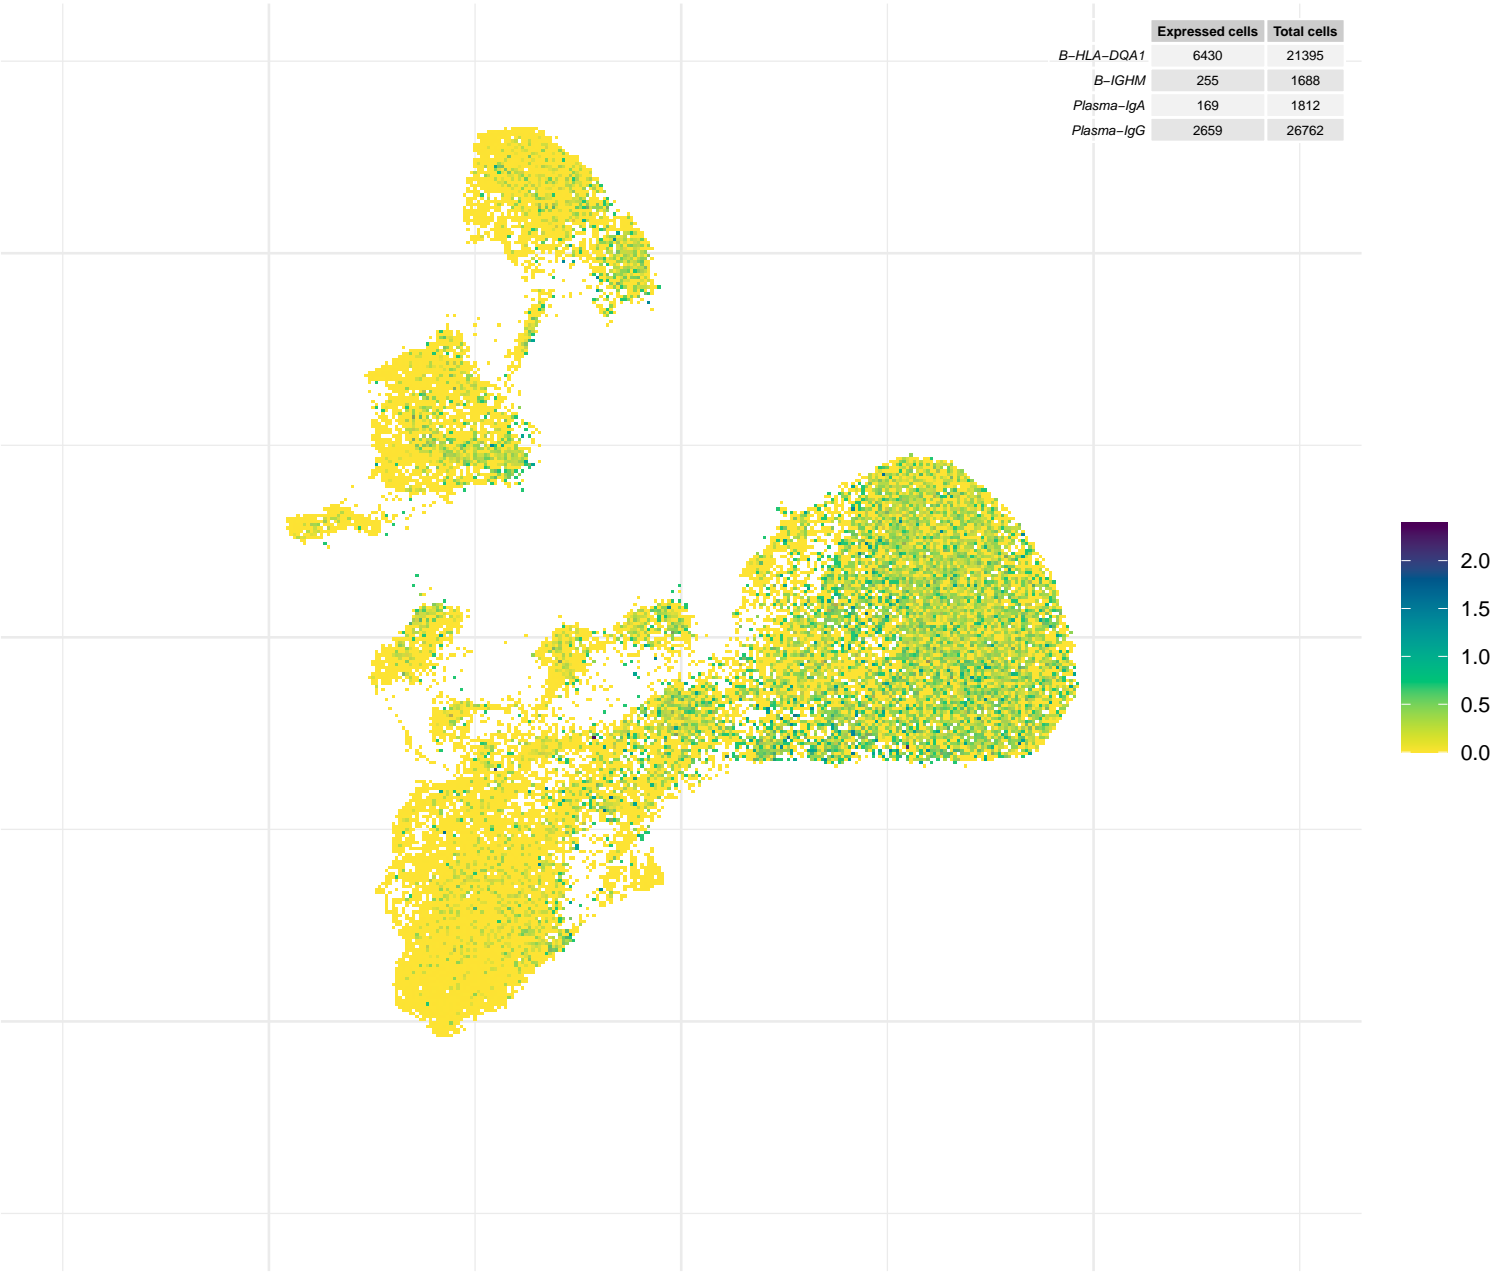 Expressed cells Total cells
B−HLA−DQA1 6430 21395
B−IGHM 255 1688
Plasma−IgA 169 1812
Plasma−IgG 2659 26762
2.0
1.5
1.0
0.5
0.0